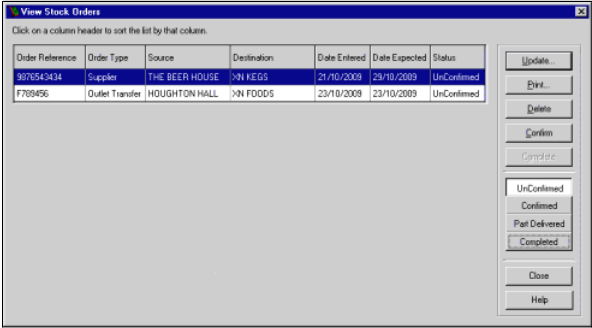 View Stock Orders
Click on a column header to sort the list by that column.
Order Reference Order Type Source Destination Date Entered Date Expected Status
9876543434 Supplier THE BEER HOUSE XN KEGS 21/10/2009 29/10/2009 UnConfirmed
F789456 Outlet Transfer HOUGHTON HALL XN FOODS 23/10/2009 23/10/2009 UnConfirmed
Update...
Print...
Delete
Confirm
Complete
UnConfirmed
Confirmed
Part Delivered
Completed
Close
Help